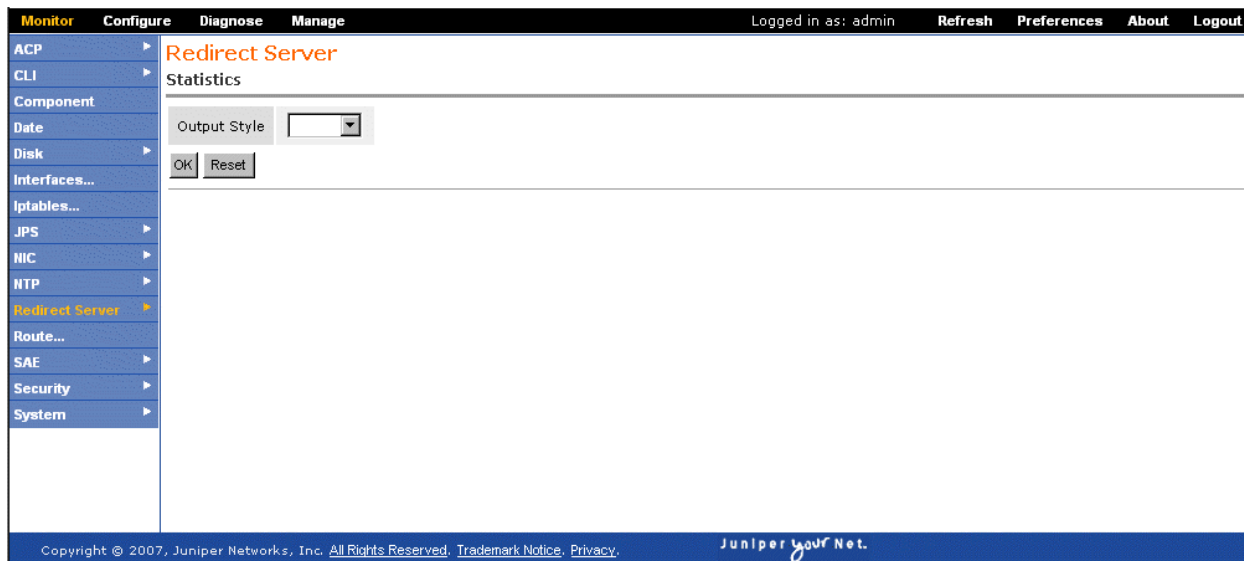 Monitor Configure Diagnose Manage Logged in as: admin Refresh Preferences About Logout
ACP
CLI
Component
Date
Disk
Interfaces...
Iptables...
JPS
NIC
NTP
Redirect Server
Route...
SAE
Security
System
Redirect Server
Statistics
Output Style
OK Reset
Copyright © 2007, Juniper Networks, Inc. All Rights Reserved. Trademark Notice. Privacy.
Juniper your Net.